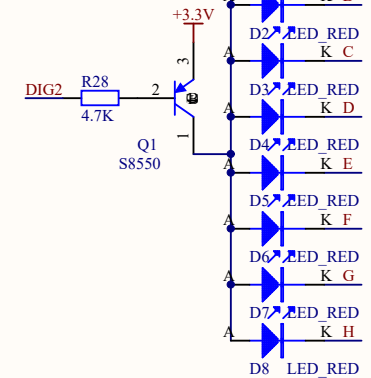 +3.3V
A
D2 LED_RED
K C
3
A
DIG2
R28
2
D3 LED_RED
K D
4.7K
A
1
D4 LED_RED
Q1
K E
S8550
A
D5 LED_RED
K F
A
D6 LED_RED
K G
A
D7 LED_RED
K H
A
D8 LED_RED